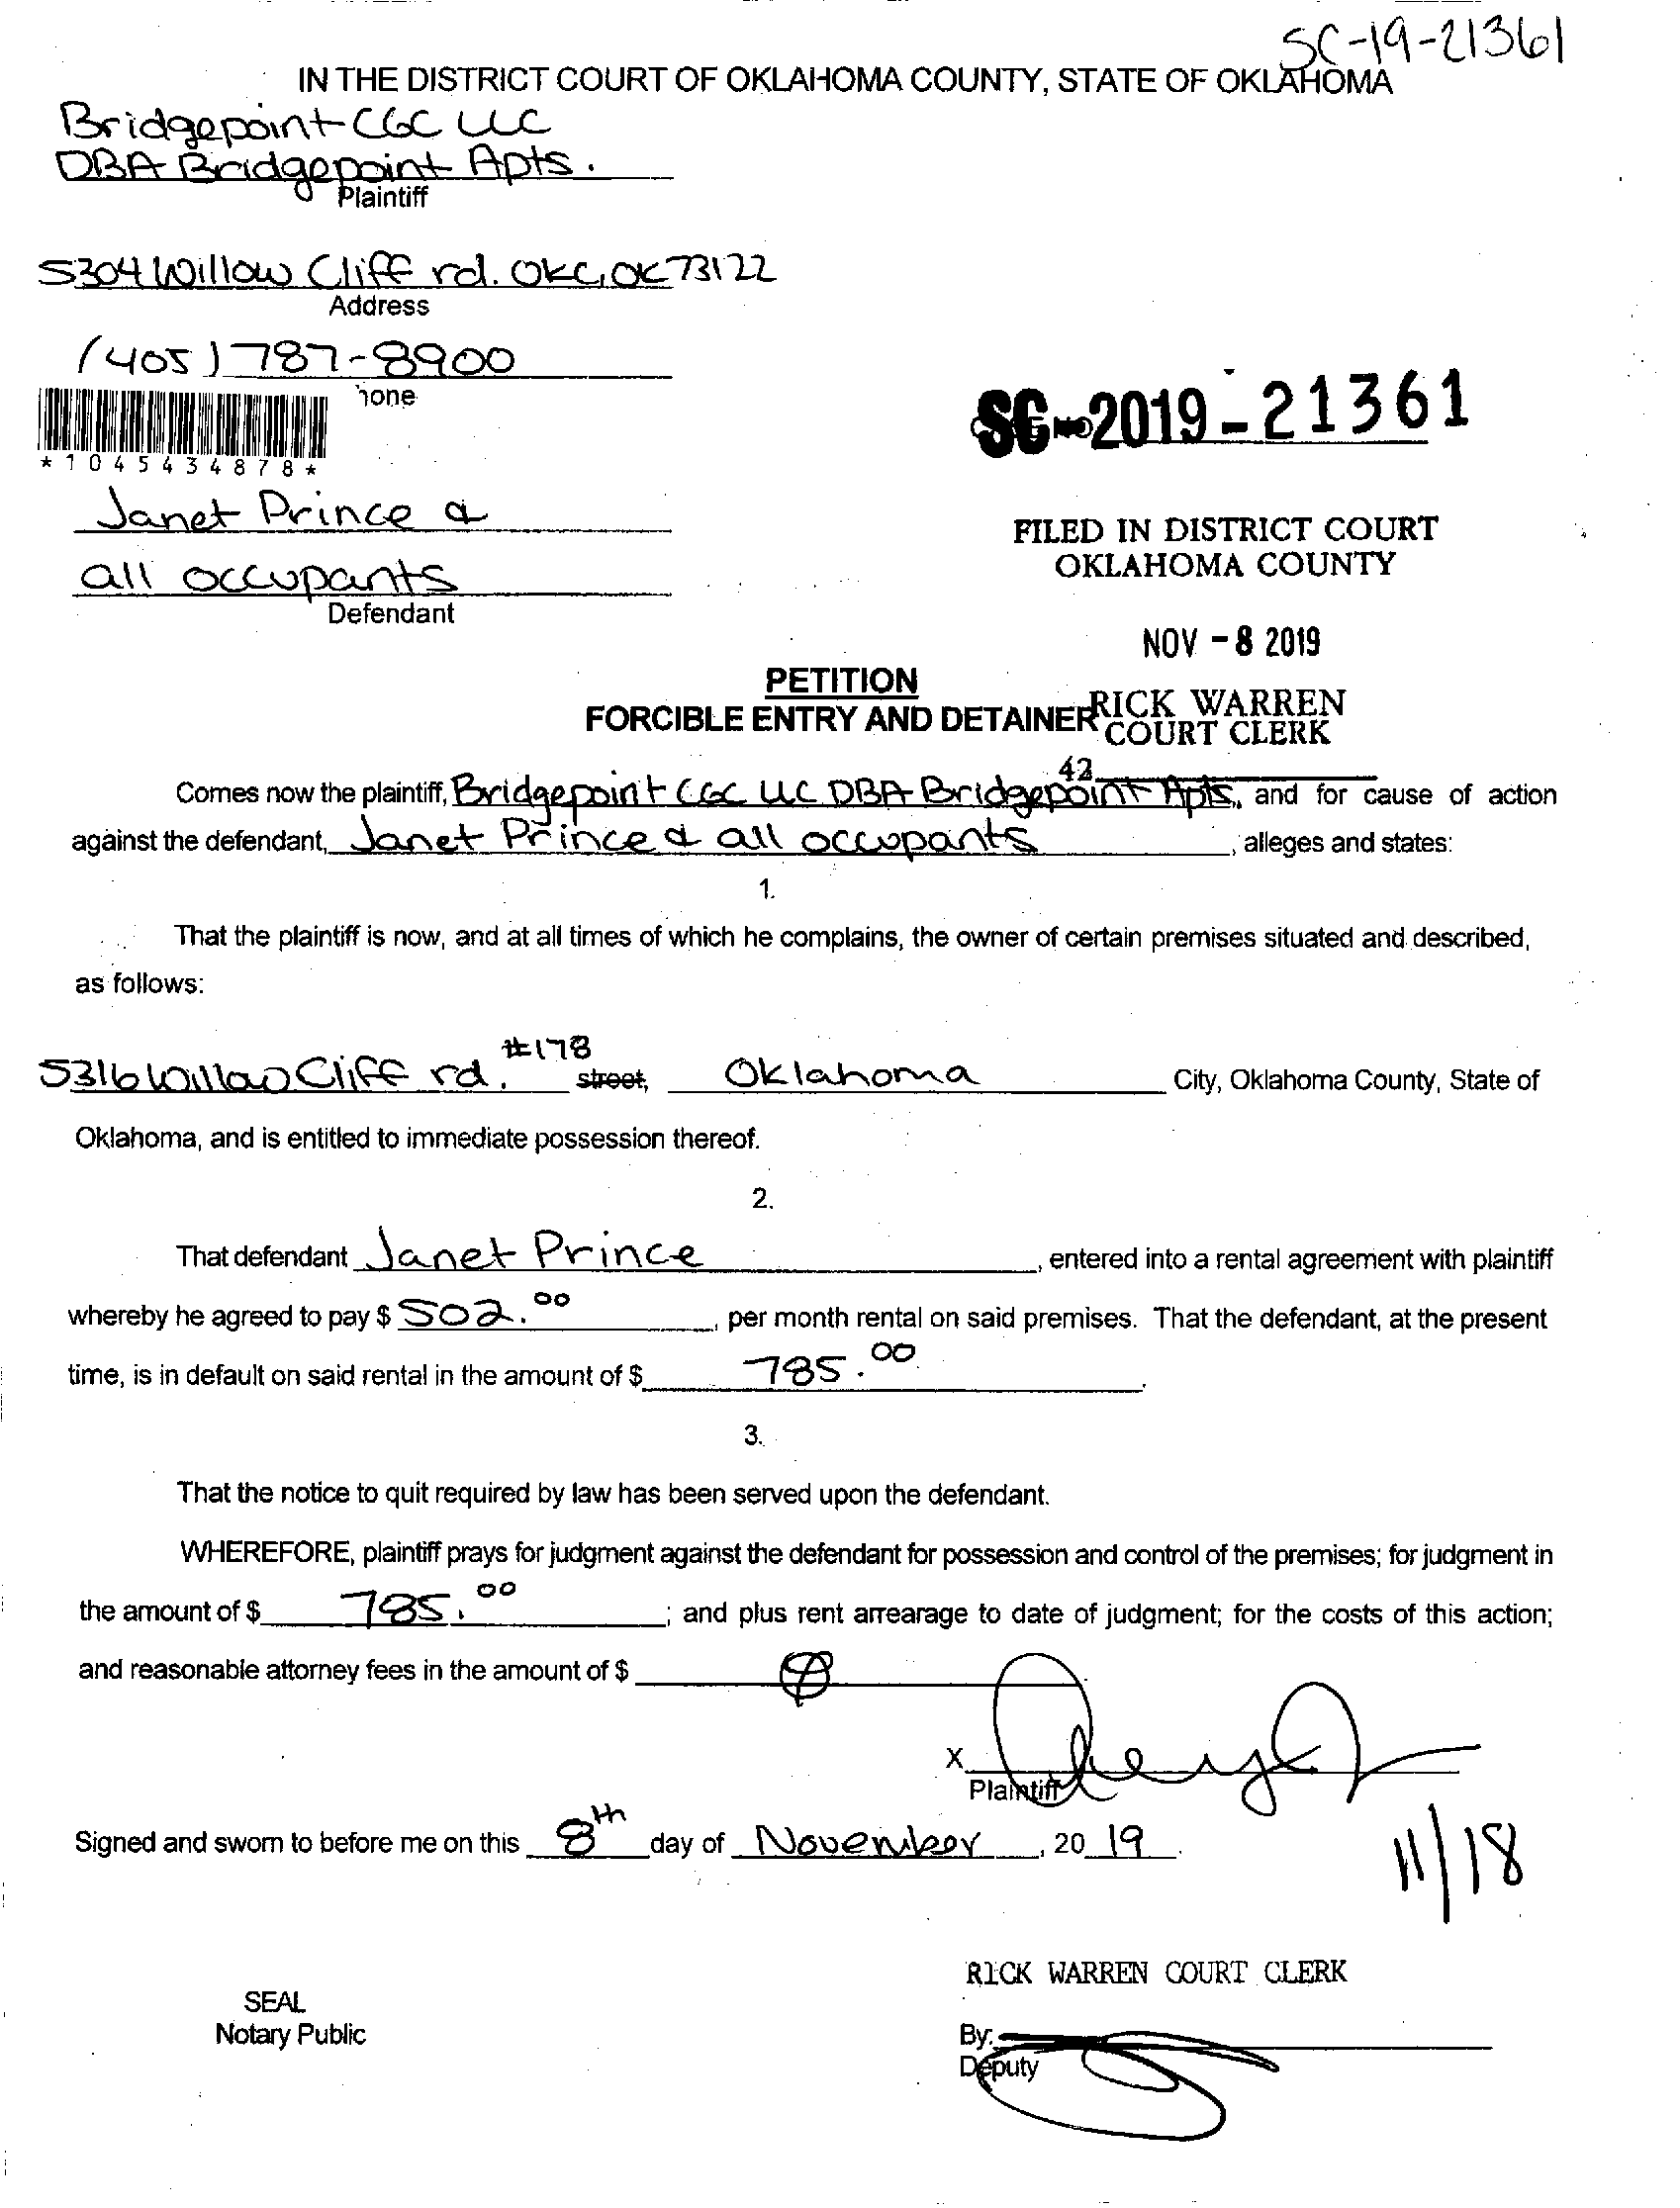 SC-19-21361
IN THE DISTRICT COURT OF OKLAHOMA COUNTY, STATE OF OKLAHOMA
Bridgepoint CGC LLC
DBA Bridgepoint Apts.
Plaintiff
5304 Willow Cliff rd. OKC, OK 73122
Address
(405) 787-8900
hone
*1045434878*
SC-2019-21361
Janet Prince &
all occupants
Defendant
FILED IN DISTRICT COURT
OKLAHOMA COUNTY
NOV -8 2019
PETITION
FORCIBLE ENTRY AND DETAINER
RICK WARREN
COURT CLERK
42
Comes now the plaintiff, Bridgepoint CGC LLC DBA Bridgepoint Apts., and for cause of action
against the defendant, Janet Prince & all occupants, alleges and states:
1.
That the plaintiff is now, and at all times of which he complains, the owner of certain premises situated and described,
as follows:
5316 Willow Cliff rd. #178 street, Oklahoma City, Oklahoma County, State of
Oklahoma, and is entitled to immediate possession thereof.
2.
That defendant Janet Prince, entered into a rental agreement with plaintiff
whereby he agreed to pay $ 502.00, per month rental on said premises. That the defendant, at the present
time, is in default on said rental in the amount of $ 785.00.
3.
That the notice to quit required by law has been served upon the defendant.
WHEREFORE, plaintiff prays for judgment against the defendant for possession and control of the premises; for judgment in
the amount of $ 785.00; and plus rent arrearage to date of judgment; for the costs of this action;
and reasonable attorney fees in the amount of $
X
Plaintiff
Signed and sworn to before me on this 8th day of November, 20 19.
11/18
RICK WARREN COURT CLERK
SEAL
Notary Public
By:
Deputy